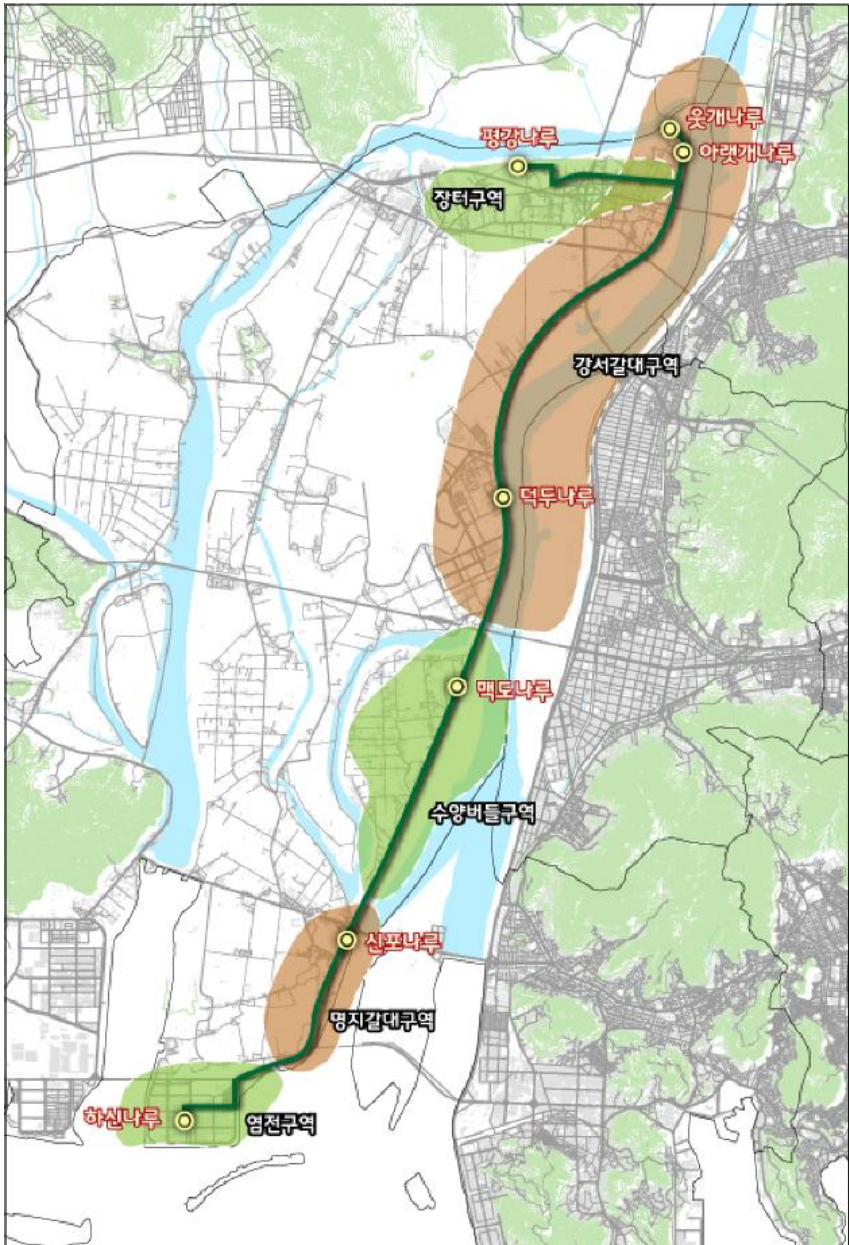 웃개나루
평강나루
아랫개나루
장터구역
강서갈대구역
덕두나루
맥도나루
수양버들구역
신포나루
명지갈대구역
하신나루
염전구역